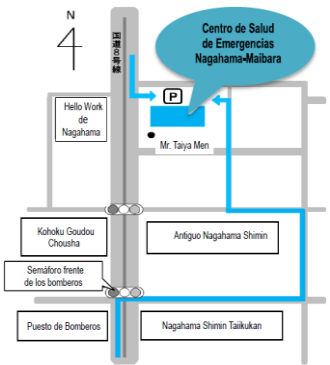 N
国道8号線
Centro de Salud
de Emergencias
Nagahama-Maibara
P
Hello Work
de
Nagahama
Mr. Taiya Men
Kohoku Goudou
Chousha
Antiguo Nagahama Shimin
Semáforo frente
de los bomberos
Puesto de Bomberos
Nagahama Shimin Taiikukan